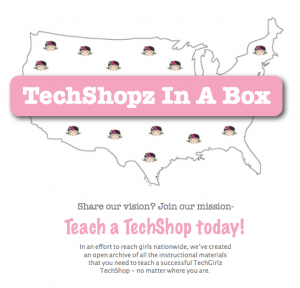 TechShopz In A Box
Share our vision? Join our mission-
Teach a TechShop today!
In an effort to reach girls nationwide, we've created
an open archive of all the instructional materials
that you need to teach a successful TechGirlz
TechShop – no matter where you are.